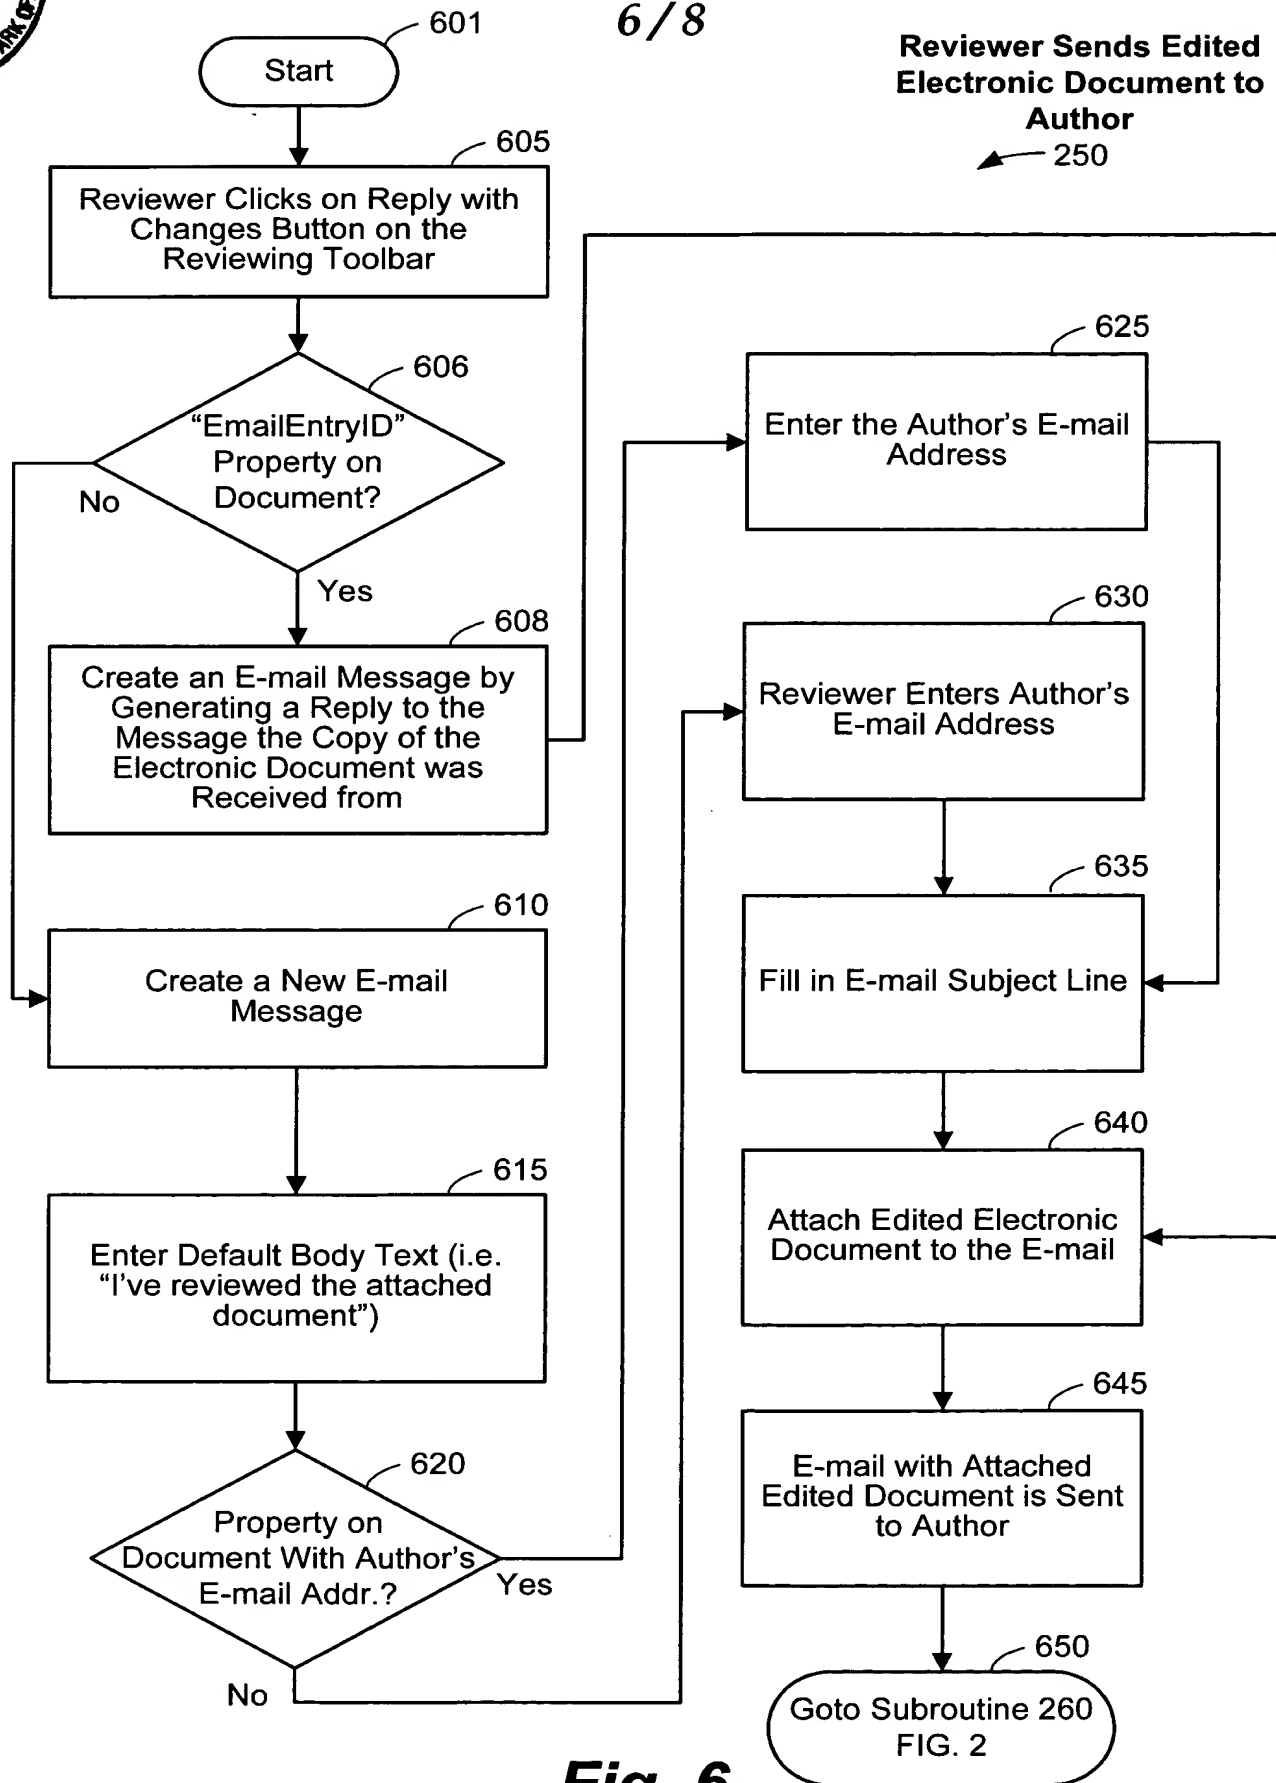 6/8
Reviewer Sends Edited
Electronic Document to
Author
250
601
Start
605
Reviewer Clicks on Reply with
Changes Button on the
Reviewing Toolbar
606
“EmailEntryID”
Property on
Document?
No
Yes
608
Create an E-mail Message by
Generating a Reply to the
Message the Copy of the
Electronic Document was
Received from
610
Create a New E-mail
Message
615
Enter Default Body Text (i.e.
“I've reviewed the attached
document”)
620
Property on
Document With Author's
E-mail Addr.?
Yes
No
625
Enter the Author's E-mail
Address
630
Reviewer Enters Author's
E-mail Address
635
Fill in E-mail Subject Line
640
Attach Edited Electronic
Document to the E-mail
645
E-mail with Attached
Edited Document is Sent
to Author
650
Goto Subroutine 260
FIG. 2
Fig. 6